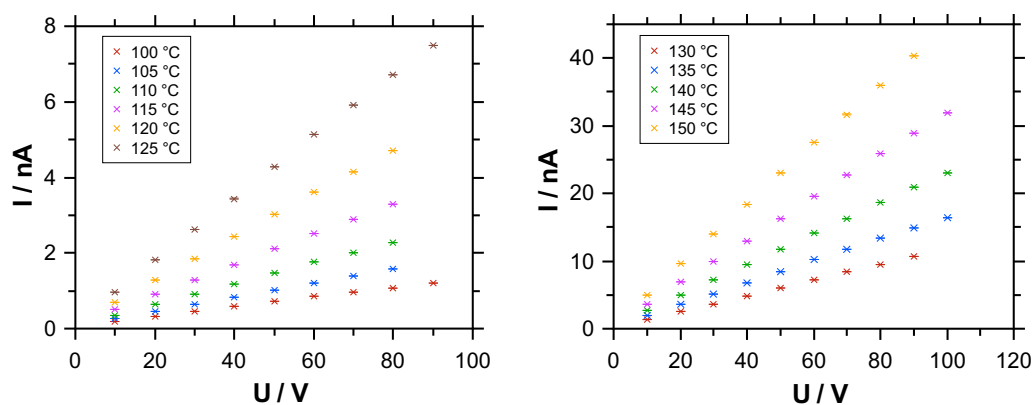 8
6
4
2
0
I / nA
100 °C
105 °C
110 °C
115 °C
120 °C
125 °C
0 20 40 60 80 100
U / V
40
30
20
10
0
I / nA
130 °C
135 °C
140 °C
145 °C
150 °C
0 20 40 60 80 100 120
U / V